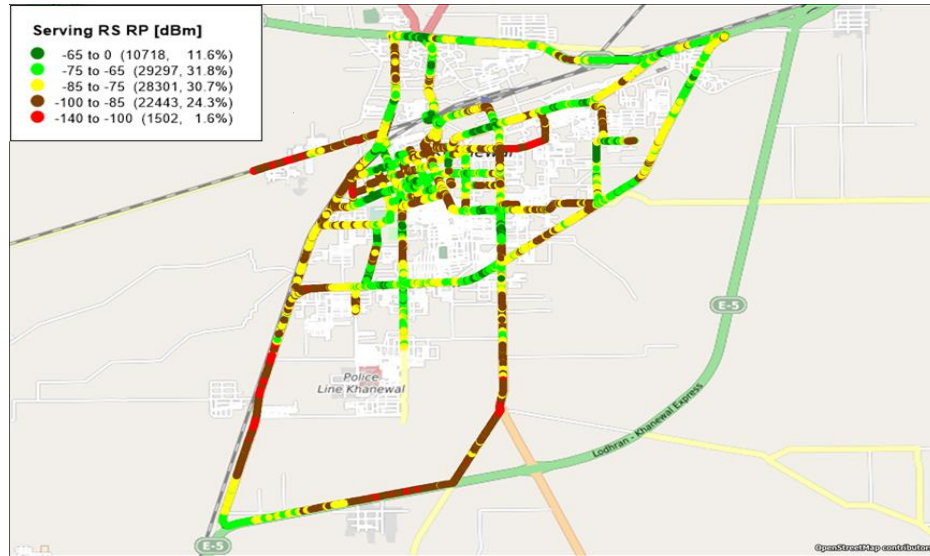 Serving RS RP [dBm]
-65 to 0 (10718, 11.6%)
-75 to -65 (29297, 31.8%)
-85 to -75 (28301, 30.7%)
-100 to -85 (22443, 24.3%)
-140 to -100 (1502, 1.6%)
E-5
Police
Line Khanewal
Lodhran - Khanewal Express
E-5
OpenStreetMap contributors